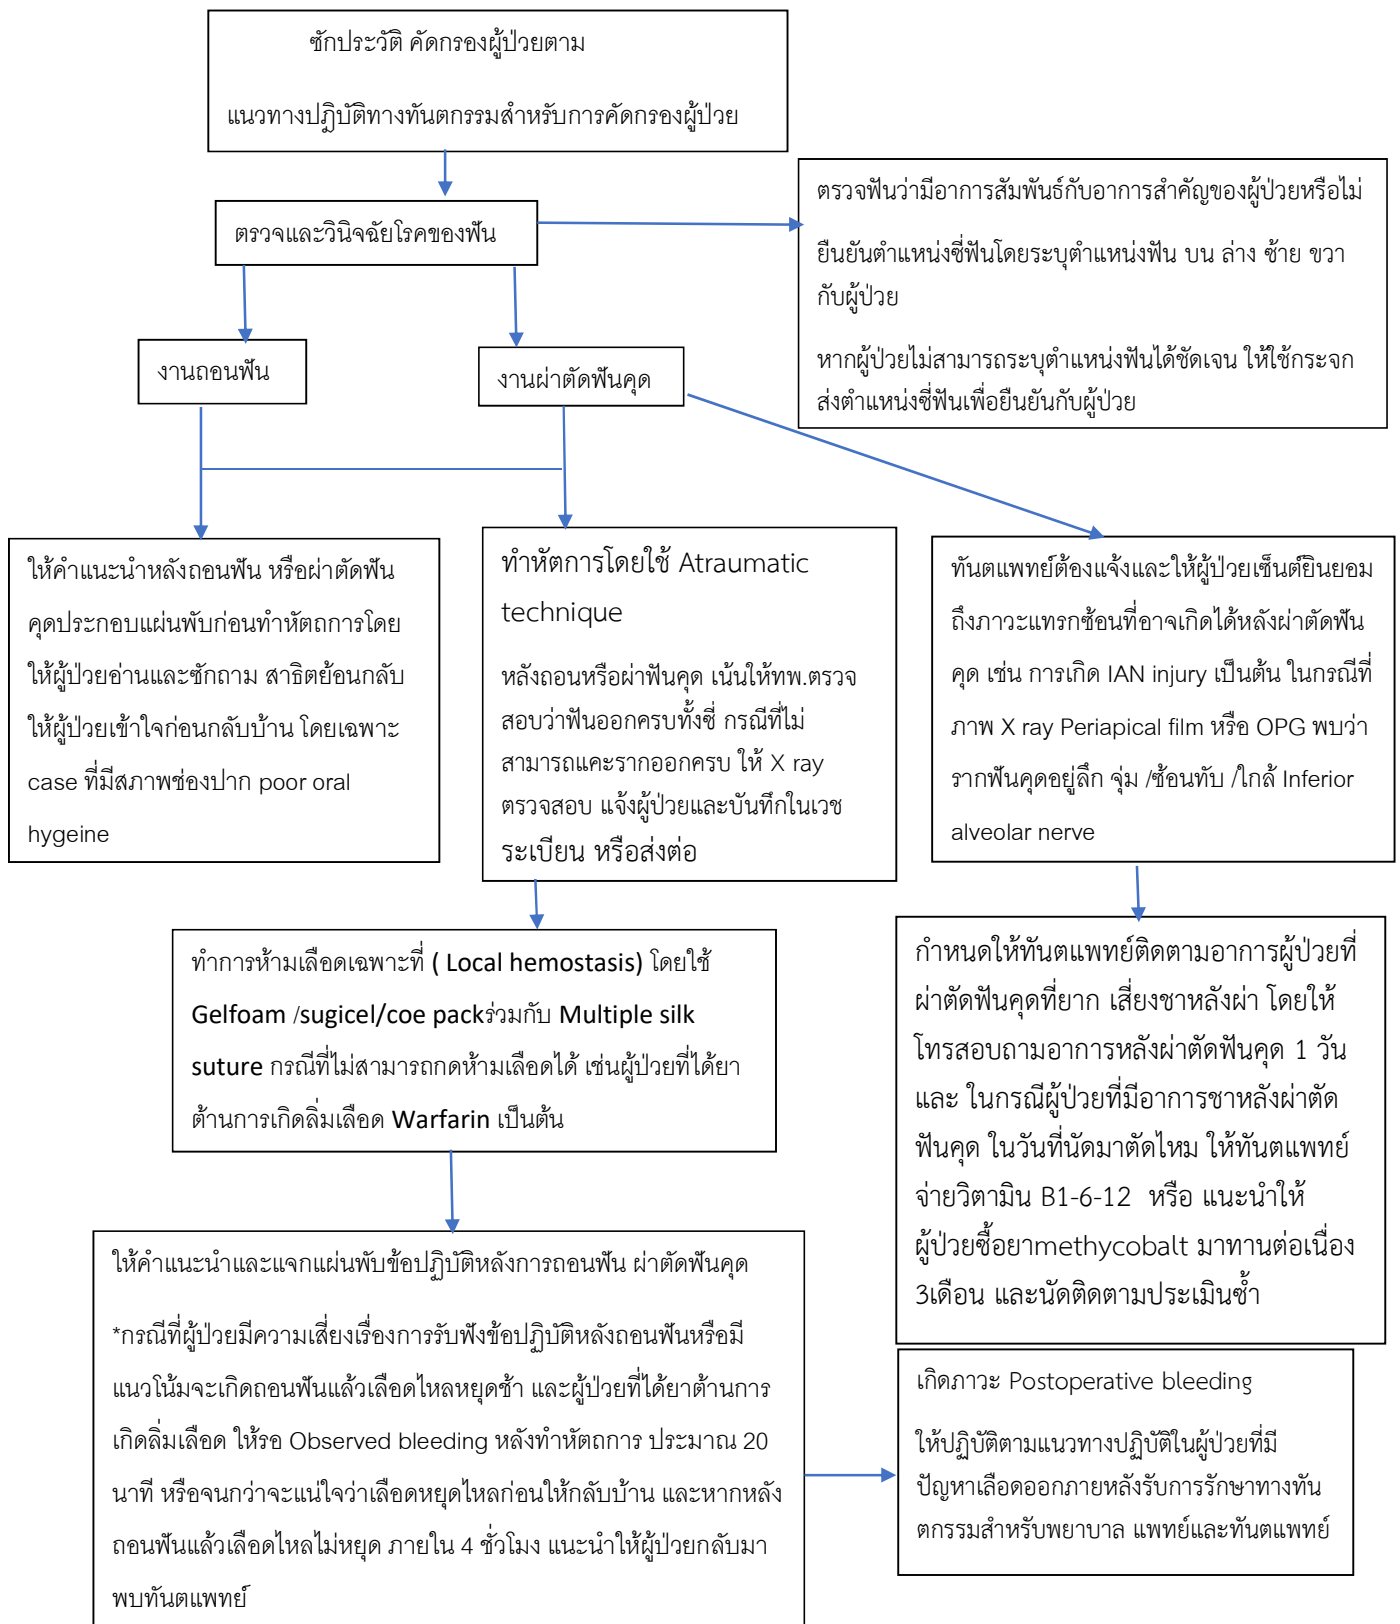 ซักประวัติ คัดกรองผู้ป่วยตาม
แนวทางปฏิบัติทางทันตกรรมสำหรับการคัดกรองผู้ป่วย
ตรวจและวินิจฉัยโรคของฟัน
ตรวจฟันว่ามีอาการสัมพันธ์กับอาการสำคัญของผู้ป่วยหรือไม่
ยืนยันตำแหน่งซี่ฟันโดยระบุตำแหน่งฟัน บน ล่าง ซ้าย ขวา
กับผู้ป่วย
หากผู้ป่วยไม่สามารถระบุตำแหน่งฟันได้ชัดเจน ให้ใช้กระจก
ส่งตำแหน่งซี่ฟันเพื่อยืนยันกับผู้ป่วย
งานถอนฟัน
งานผ่าตัดฟันคุด
ให้คำแนะนำหลังถอนฟัน หรือผ่าตัดฟัน
คุดประกอบแผ่นพับก่อนทำหัตถการโดย
ให้ผู้ป่วยอ่านและซักถาม สาธิตย้อนกลับ
ให้ผู้ป่วยเข้าใจก่อนกลับบ้าน โดยเฉพาะ
case ที่มีสภาพช่องปาก poor oral
hygeine
ทำหัตการโดยใช้ Atraumatic
technique
หลังถอนหรือผ่าฟันคุด เน้นให้ทพ.ตรวจ
สอบว่าฟันออกครบทั้งซี่ กรณีที่ไม่
สามารถแคะรากออกครบ ให้ X ray
ตรวจสอบ แจ้งผู้ป่วยและบันทึกในเวช
ระเบียน หรือส่งต่อ
ทันตแพทย์ต้องแจ้งและให้ผู้ป่วยเซ็นต์ยินยอม
ถึงภาวะแทรกซ้อนที่อาจเกิดได้หลังผ่าตัดฟัน
คุด เช่น การเกิด IAN injury เป็นต้น ในกรณีที่
ภาพ X ray Periapical film หรือ OPG พบว่า
รากฟันคุดอยู่ลึก จุ่ม /ซ้อนทับ /ใกล้ Inferior
alveolar nerve
ทำการห้ามเลือดเฉพาะที่ ( Local hemostasis) โดยใช้
Gelfoam /sugicel/coe packร่วมกับ Multiple silk
suture กรณีที่ไม่สามารถกดห้ามเลือดได้ เช่นผู้ป่วยที่ได้ยา
ต้านการเกิดลิ่มเลือด Warfarin เป็นต้น
กำหนดให้ทันตแพทย์ติดตามอาการผู้ป่วยที่
ผ่าตัดฟันคุดที่ยาก เสี่ยงชาหลังผ่า โดยให้
โทรสอบถามอาการหลังผ่าตัดฟันคุด 1 วัน
และ ในกรณีผู้ป่วยที่มีอาการชาหลังผ่าตัด
ฟันคุด ในวันที่นัดมาตัดไหม ให้ทันตแพทย์
จ่ายวิตามิน B1-6-12 หรือ แนะนำให้
ผู้ป่วยซื้อยาmethycobalt มาทานต่อเนื่อง
3เดือน และนัดติดตามประเมินซ้ำ
ให้คำแนะนำและแจกแผ่นพับข้อปฏิบัติหลังการถอนฟัน ผ่าตัดฟันคุด
*กรณีที่ผู้ป่วยมีความเสี่ยงเรื่องการรับฟังข้อปฏิบัติหลังถอนฟันหรือมี
แนวโน้มจะเกิดถอนฟันแล้วเลือดไหลหยุดช้า และผู้ป่วยที่ได้ยาต้านการ
เกิดลิ่มเลือด ให้รอ Observed bleeding หลังทำหัตถการ ประมาณ 20
นาที หรือจนกว่าจะแน่ใจว่าเลือดหยุดไหลก่อนให้กลับบ้าน และหากหลัง
ถอนฟันแล้วเลือดไหลไม่หยุด ภายใน 4 ชั่วโมง แนะนำให้ผู้ป่วยกลับมา
พบทันตแพทย์
เกิดภาวะ Postoperative bleeding
ให้ปฏิบัติตามแนวทางปฏิบัติในผู้ป่วยที่มี
ปัญหาเลือดออกภายหลังรับการรักษาทางทัน
ตกรรมสำหรับพยาบาล แพทย์และทันตแพทย์